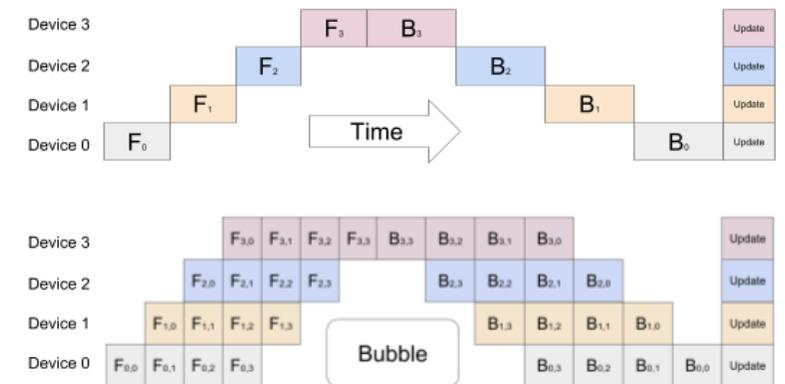 Device 3 F₃ B₃ Update
Device 2 F₂ B₂ Update
Device 1 F₁ B₁ Update
Time
Device 0 F₀ B₀ Update
Device 3 F₃,₀ F₃,₁ F₃,₂ F₃,₃ B₃,₃ B₃,₂ B₃,₁ B₃,₀ Update
Device 2 F₂,₀ F₂,₁ F₂,₂ F₂,₃ B₂,₃ B₂,₂ B₂,₁ B₂,₀ Update
Device 1 F₁,₀ F₁,₁ F₁,₂ F₁,₃ B₁,₃ B₁,₂ B₁,₁ B₁,₀ Update
Device 0 F₀,₀ F₀,₁ F₀,₂ F₀,₃ Bubble B₀,₃ B₀,₂ B₀,₁ B₀,₀ Update